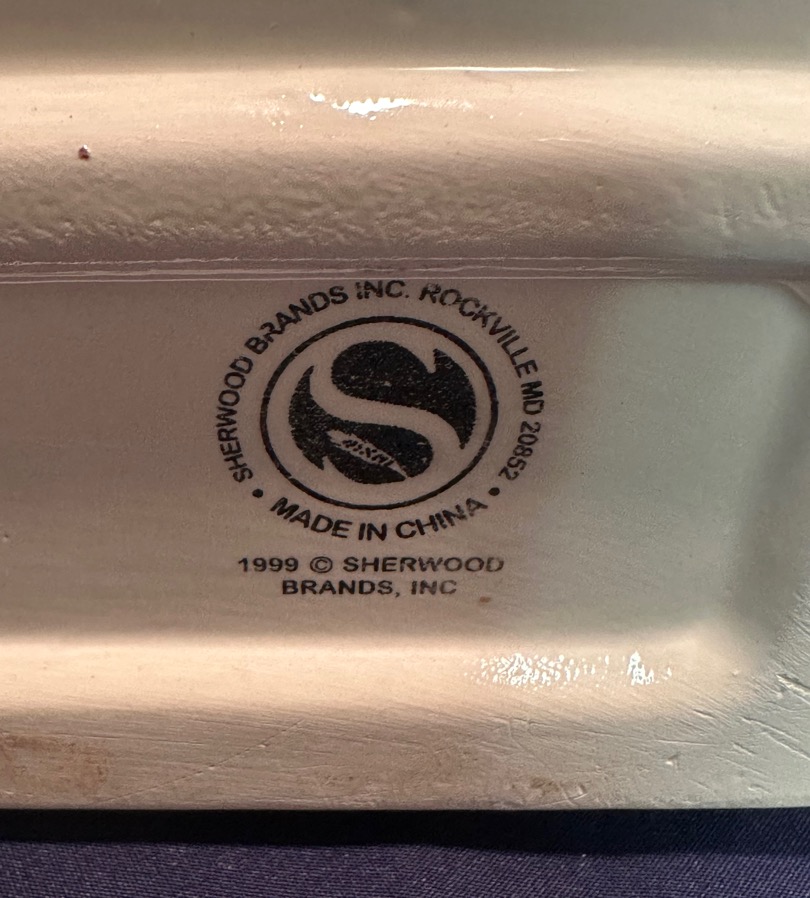 SHERWOOD BRANDS INC. ROCKVILLE MD 20852
• MADE IN CHINA •
1999 © SHERWOOD
BRANDS, INC